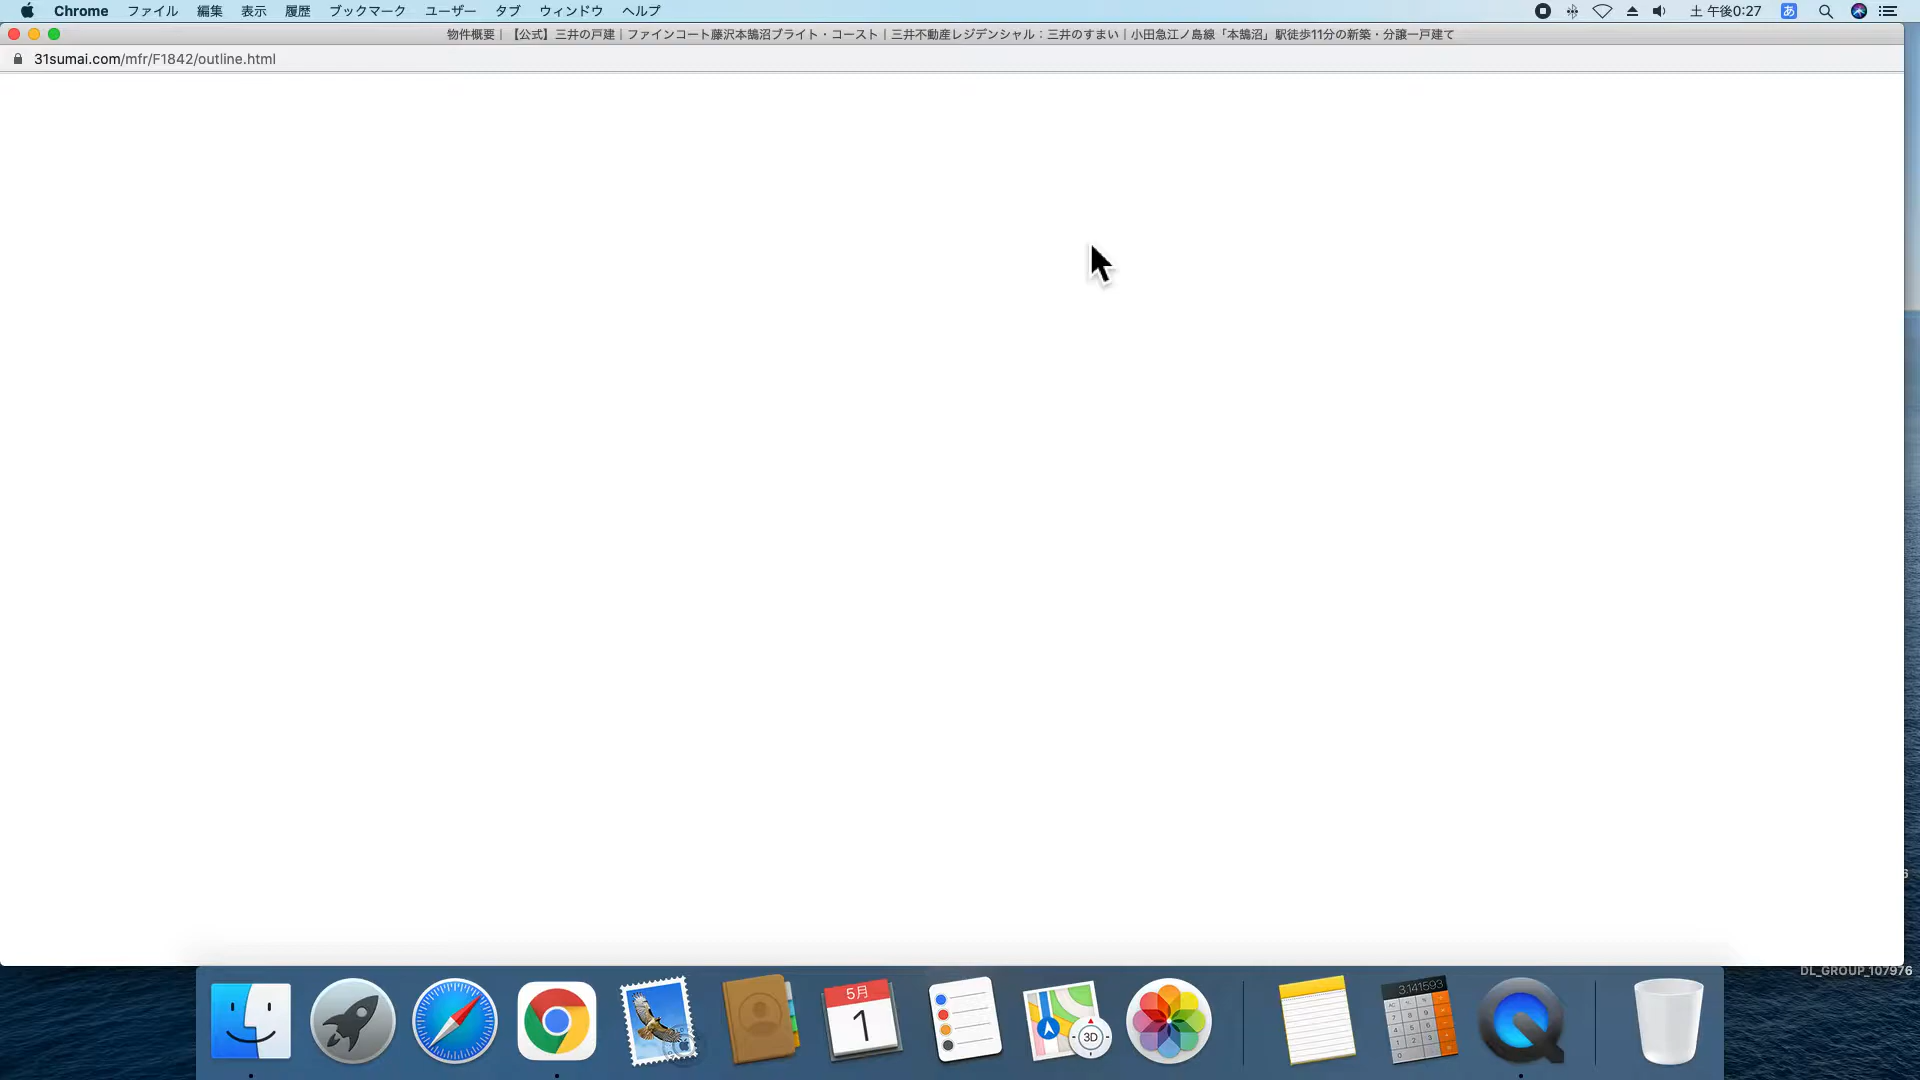 Chrome ファイル 編集 表示 履歴 ブックマーク ユーザー タブ ウィンドウ ヘルプ 土 午後0:27 あ
物件概要 | 【公式】三井の戸建 | ファインコート藤沢本鵠沼ブライト・コースト | 三井不動産レジデンシャル:三井のすまい | 小田急江ノ島線「本鵠沼」駅徒歩11分の新築・分譲一戸建て
31sumai.com/mfr/F1842/outline.html
6
DL_GROUP_107976
5月
1
3D
3.141593